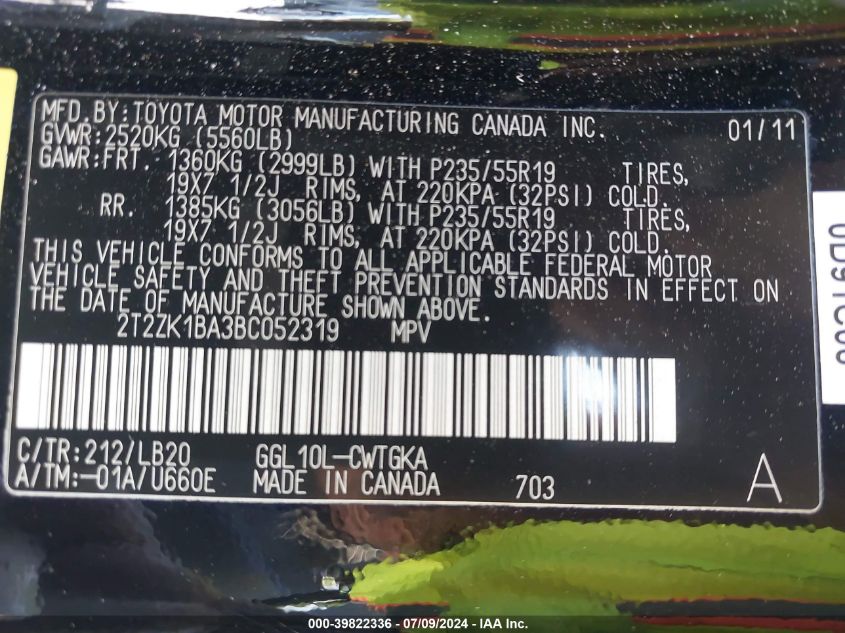 MFD.BY:TOYOTA MOTOR MANUFACTURING CANADA INC. 01/11
GVWR:2520KG (5560LB)
GAWR:FRT. 1360KG (2999LB) WITH P235/55R19 TIRES,
19X7 1/2J RIMS, AT 220KPA (32PSI) COLD.
RR. 1385KG (3056LB) WITH P235/55R19 TIRES,
19X7 1/2J RIMS, AT 220KPA (32PSI) COLD.
THIS VEHICLE CONFORMS TO ALL APPLICABLE FEDERAL MOTOR
VEHICLE SAFETY AND THEFT PREVENTION STANDARDS IN EFFECT ON
THE DATE OF MANUFACTURE SHOWN ABOVE.
2T2ZK1BA3BC052319 MPV
C/TR:212/LB20 GGL10L-CWTGKA
A/TM:-01A/U660E MADE IN CANADA 703 A
000-39822336 - 07/09/2024 - IAA Inc.